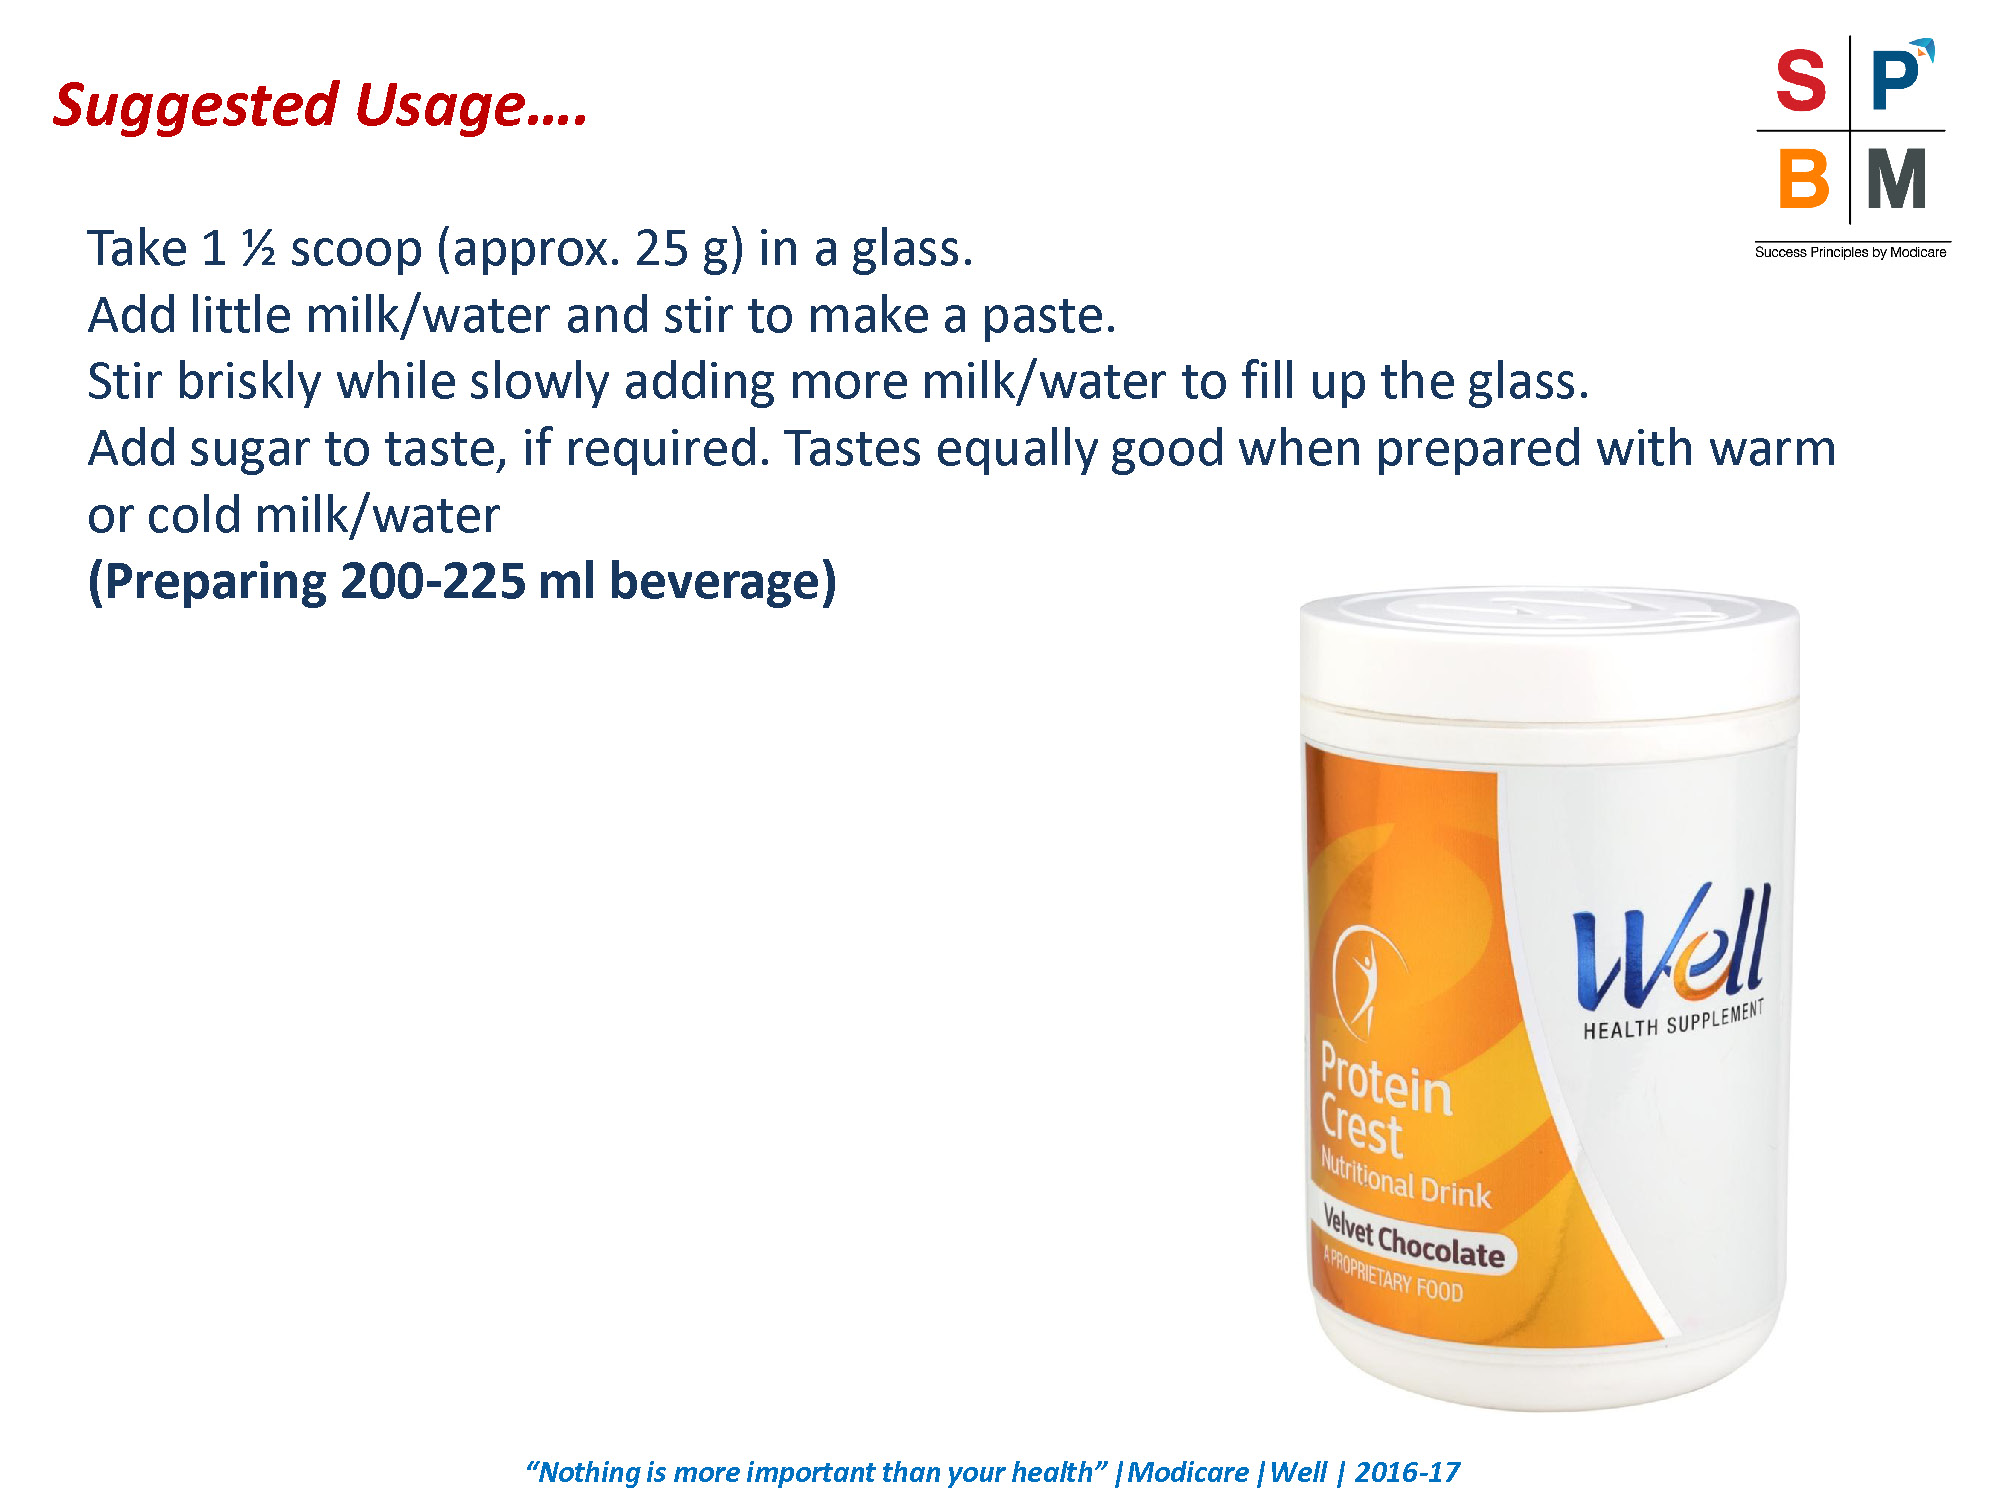 Suggested Usage....
S P
B M
Success Principles by Modicare
Take 1 ½ scoop (approx. 25 g) in a glass.
Add little milk/water and stir to make a paste.
Stir briskly while slowly adding more milk/water to fill up the glass.
Add sugar to taste, if required. Tastes equally good when prepared with warm
or cold milk/water
(Preparing 200-225 ml beverage)
Well
HEALTH SUPPLEMENT
Protein
Crest
Nutritional Drink
Velvet Chocolate
A PROPRIETARY FOOD
“Nothing is more important than your health” |Modicare |Well | 2016-17